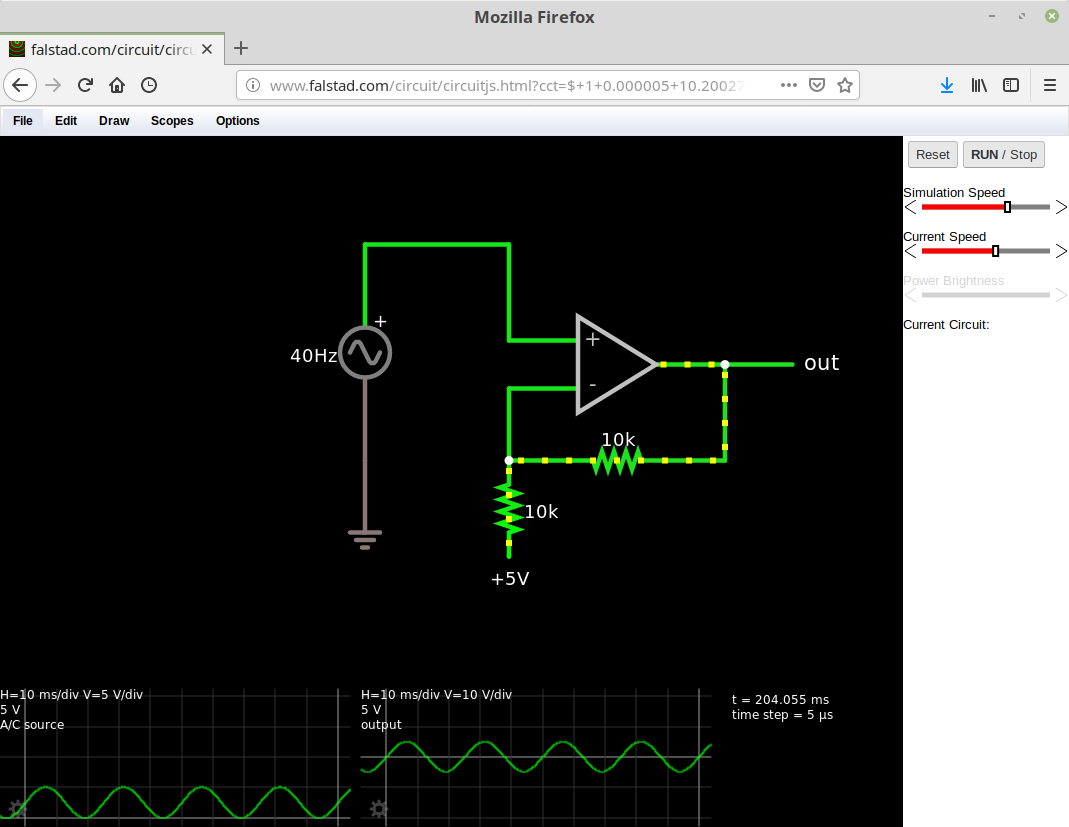 Mozilla Firefox
falstad.com/circuit/circu
www.falstad.com/circuit/circuitjs.html?cct=$+1+0.000005+10.20027
File Edit Draw Scopes Options
Reset RUN / Stop
Simulation Speed
Current Speed
Power Brightness
Current Circuit:
+
40Hz
+
-
out
10k
10k
+5V
H=10 ms/div V=5 V/div
5 V
A/C source
H=10 ms/div V=10 V/div
5 V
output
t = 204.055 ms
time step = 5 µs